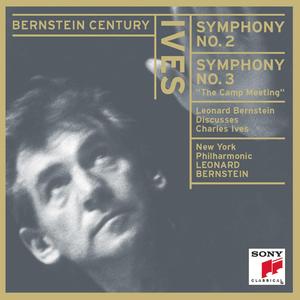 BERNSTEIN CENTURY
IVES
SYMPHONY
NO. 2
SYMPHONY
NO. 3
"The Camp Meeting"
Leonard Bernstein
Discusses
Charles Ives
New York
Philharmonic
LEONARD
BERNSTEIN
SONY
CLASSICAL